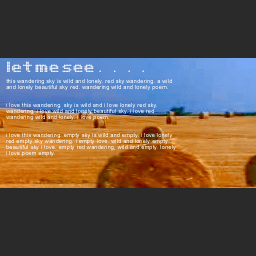 letmesee....
this wandering sky is wild and lonely. red sky wandering. a wild
and lonely beautiful sky red. wandering wild and lonely poem.
i love this wandering. sky is wild and i love lonely red sky.
wandering. i love wild and lonely beautiful sky. i love red
wandering wild and lonely. i love poem.
i love this wandering. empty sky is wild and empty. i love lonely
red empty sky wandering. i empty love. wild and lonely empty
beautiful sky i love. empty red wandering. wild and empty. lonely
i love poem empty.